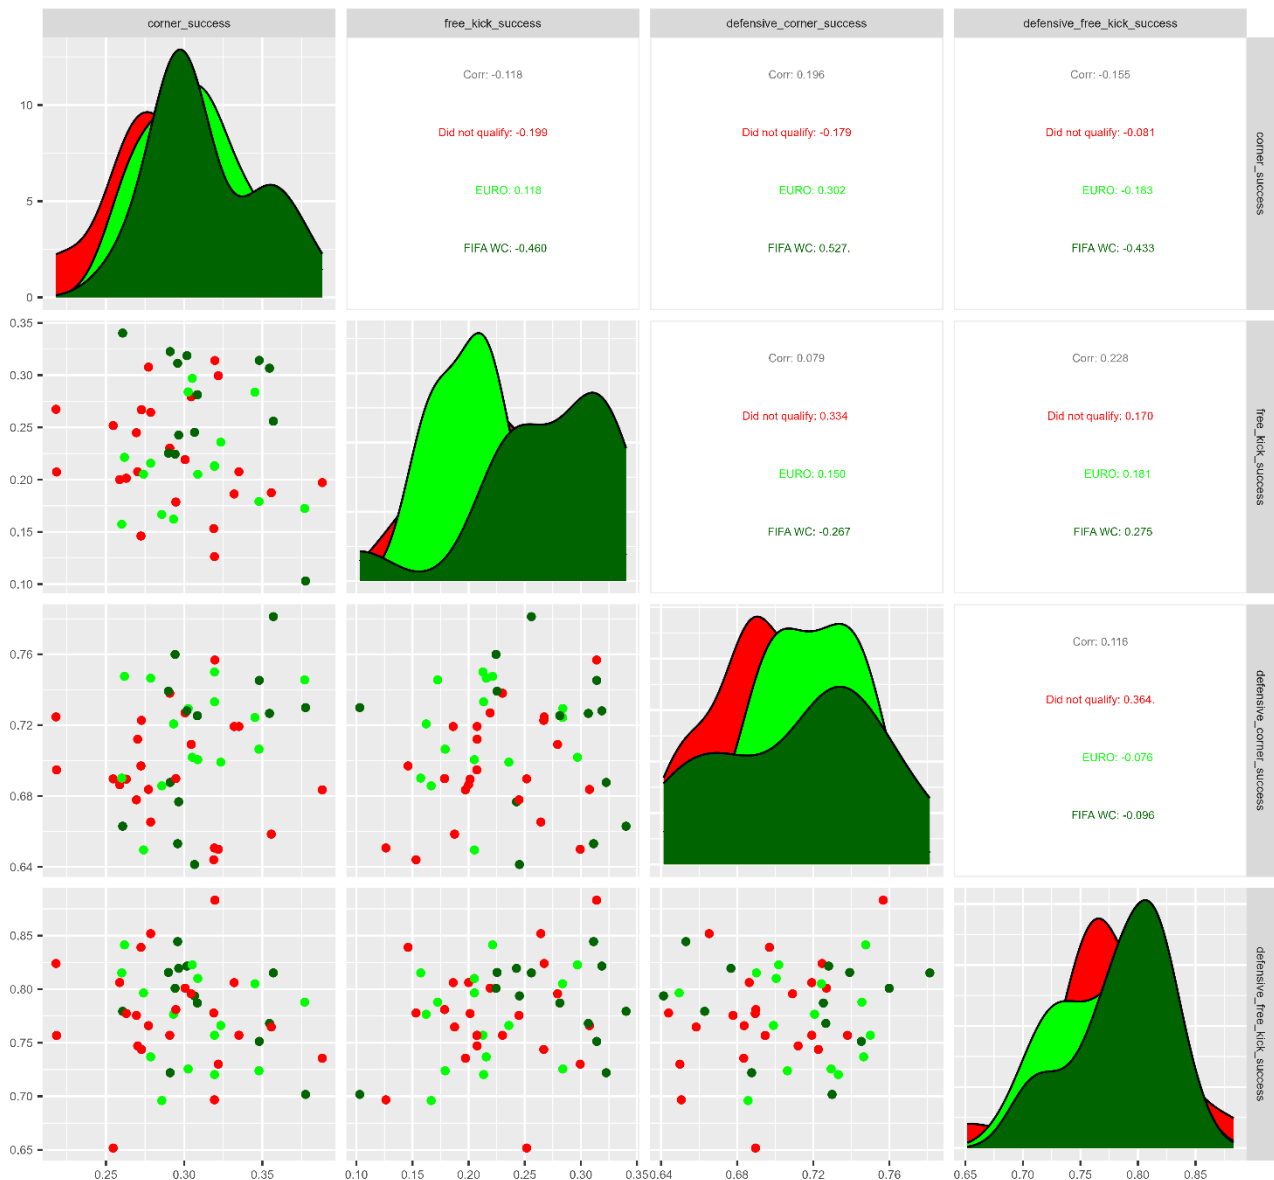 corner_success
free_kick_success
defensive_corner_success
defensive_free_kick_success
Corr: -0.118
Did not qualify: -0.199
EURO: 0.118
FIFA WC: -0.460
Corr: 0.196
Did not qualify: -0.179
EURO: 0.302
FIFA WC: 0.527.
Corr: -0.155
Did not qualify: -0.081
EURO: -0.183
FIFA WC: -0.433
corner_success
10
5
0
Corr: 0.079
Did not qualify: 0.334
EURO: 0.150
FIFA WC: -0.267
Corr: 0.228
Did not qualify: 0.170
EURO: 0.181
FIFA WC: 0.275
free_kick_success
0.35
0.30
0.25
0.20
0.15
0.10
Corr: 0.116
Did not qualify: 0.364.
EURO: -0.076
FIFA WC: -0.096
defensive_corner_success
0.76
0.72
0.68
0.64
defensive_free_kick_success
0.85
0.80
0.75
0.70
0.65
0.25 0.30 0.35
0.10 0.15 0.20 0.25 0.30 0.35
0.64 0.68 0.72 0.76
0.65 0.70 0.75 0.80 0.85